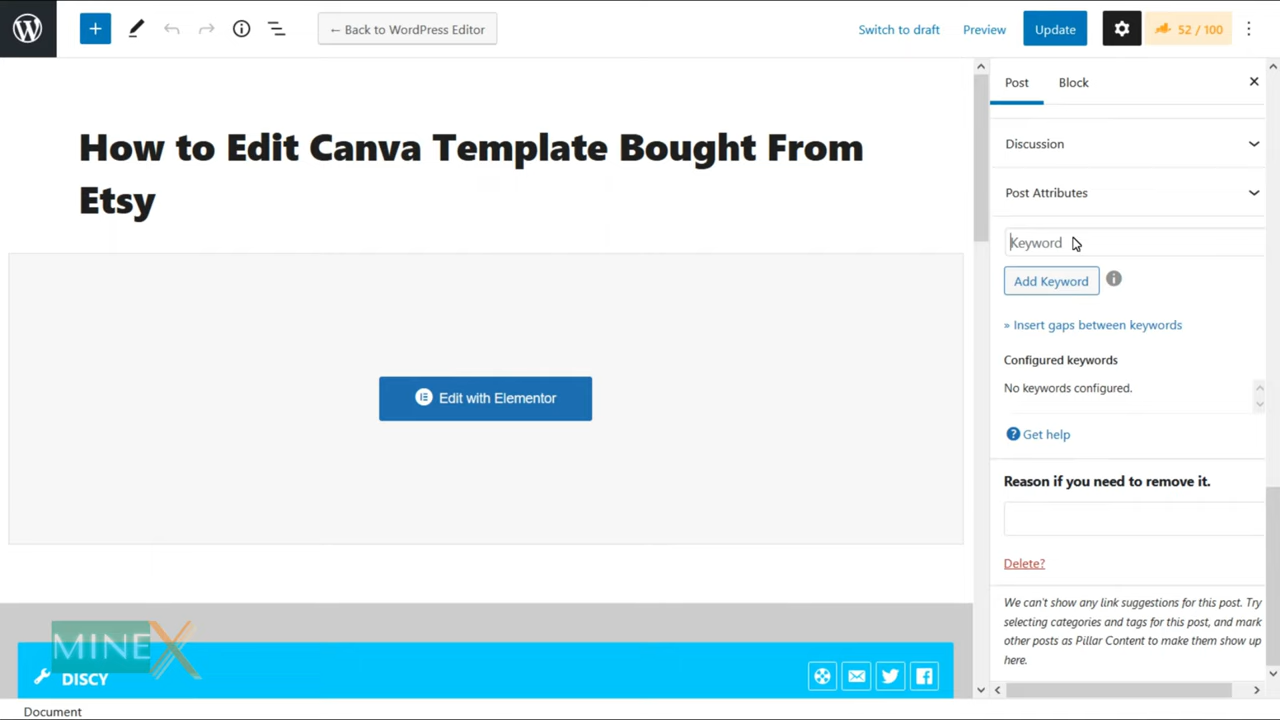 ← Back to WordPress Editor
Switch to draft
Preview
Update
52 / 100
Post
Block
How to Edit Canva Template Bought From
Etsy
Discussion
Post Attributes
Keyword
Add Keyword
» Insert gaps between keywords
Configured keywords
No keywords configured.
Get help
Edit with Elementor
Reason if you need to remove it.
Delete?
We can't show any link suggestions for this post. Try
selecting categories and tags for this post, and mark
other posts as Pillar Content to make them show up
here.
MINEX
DISCY
Document